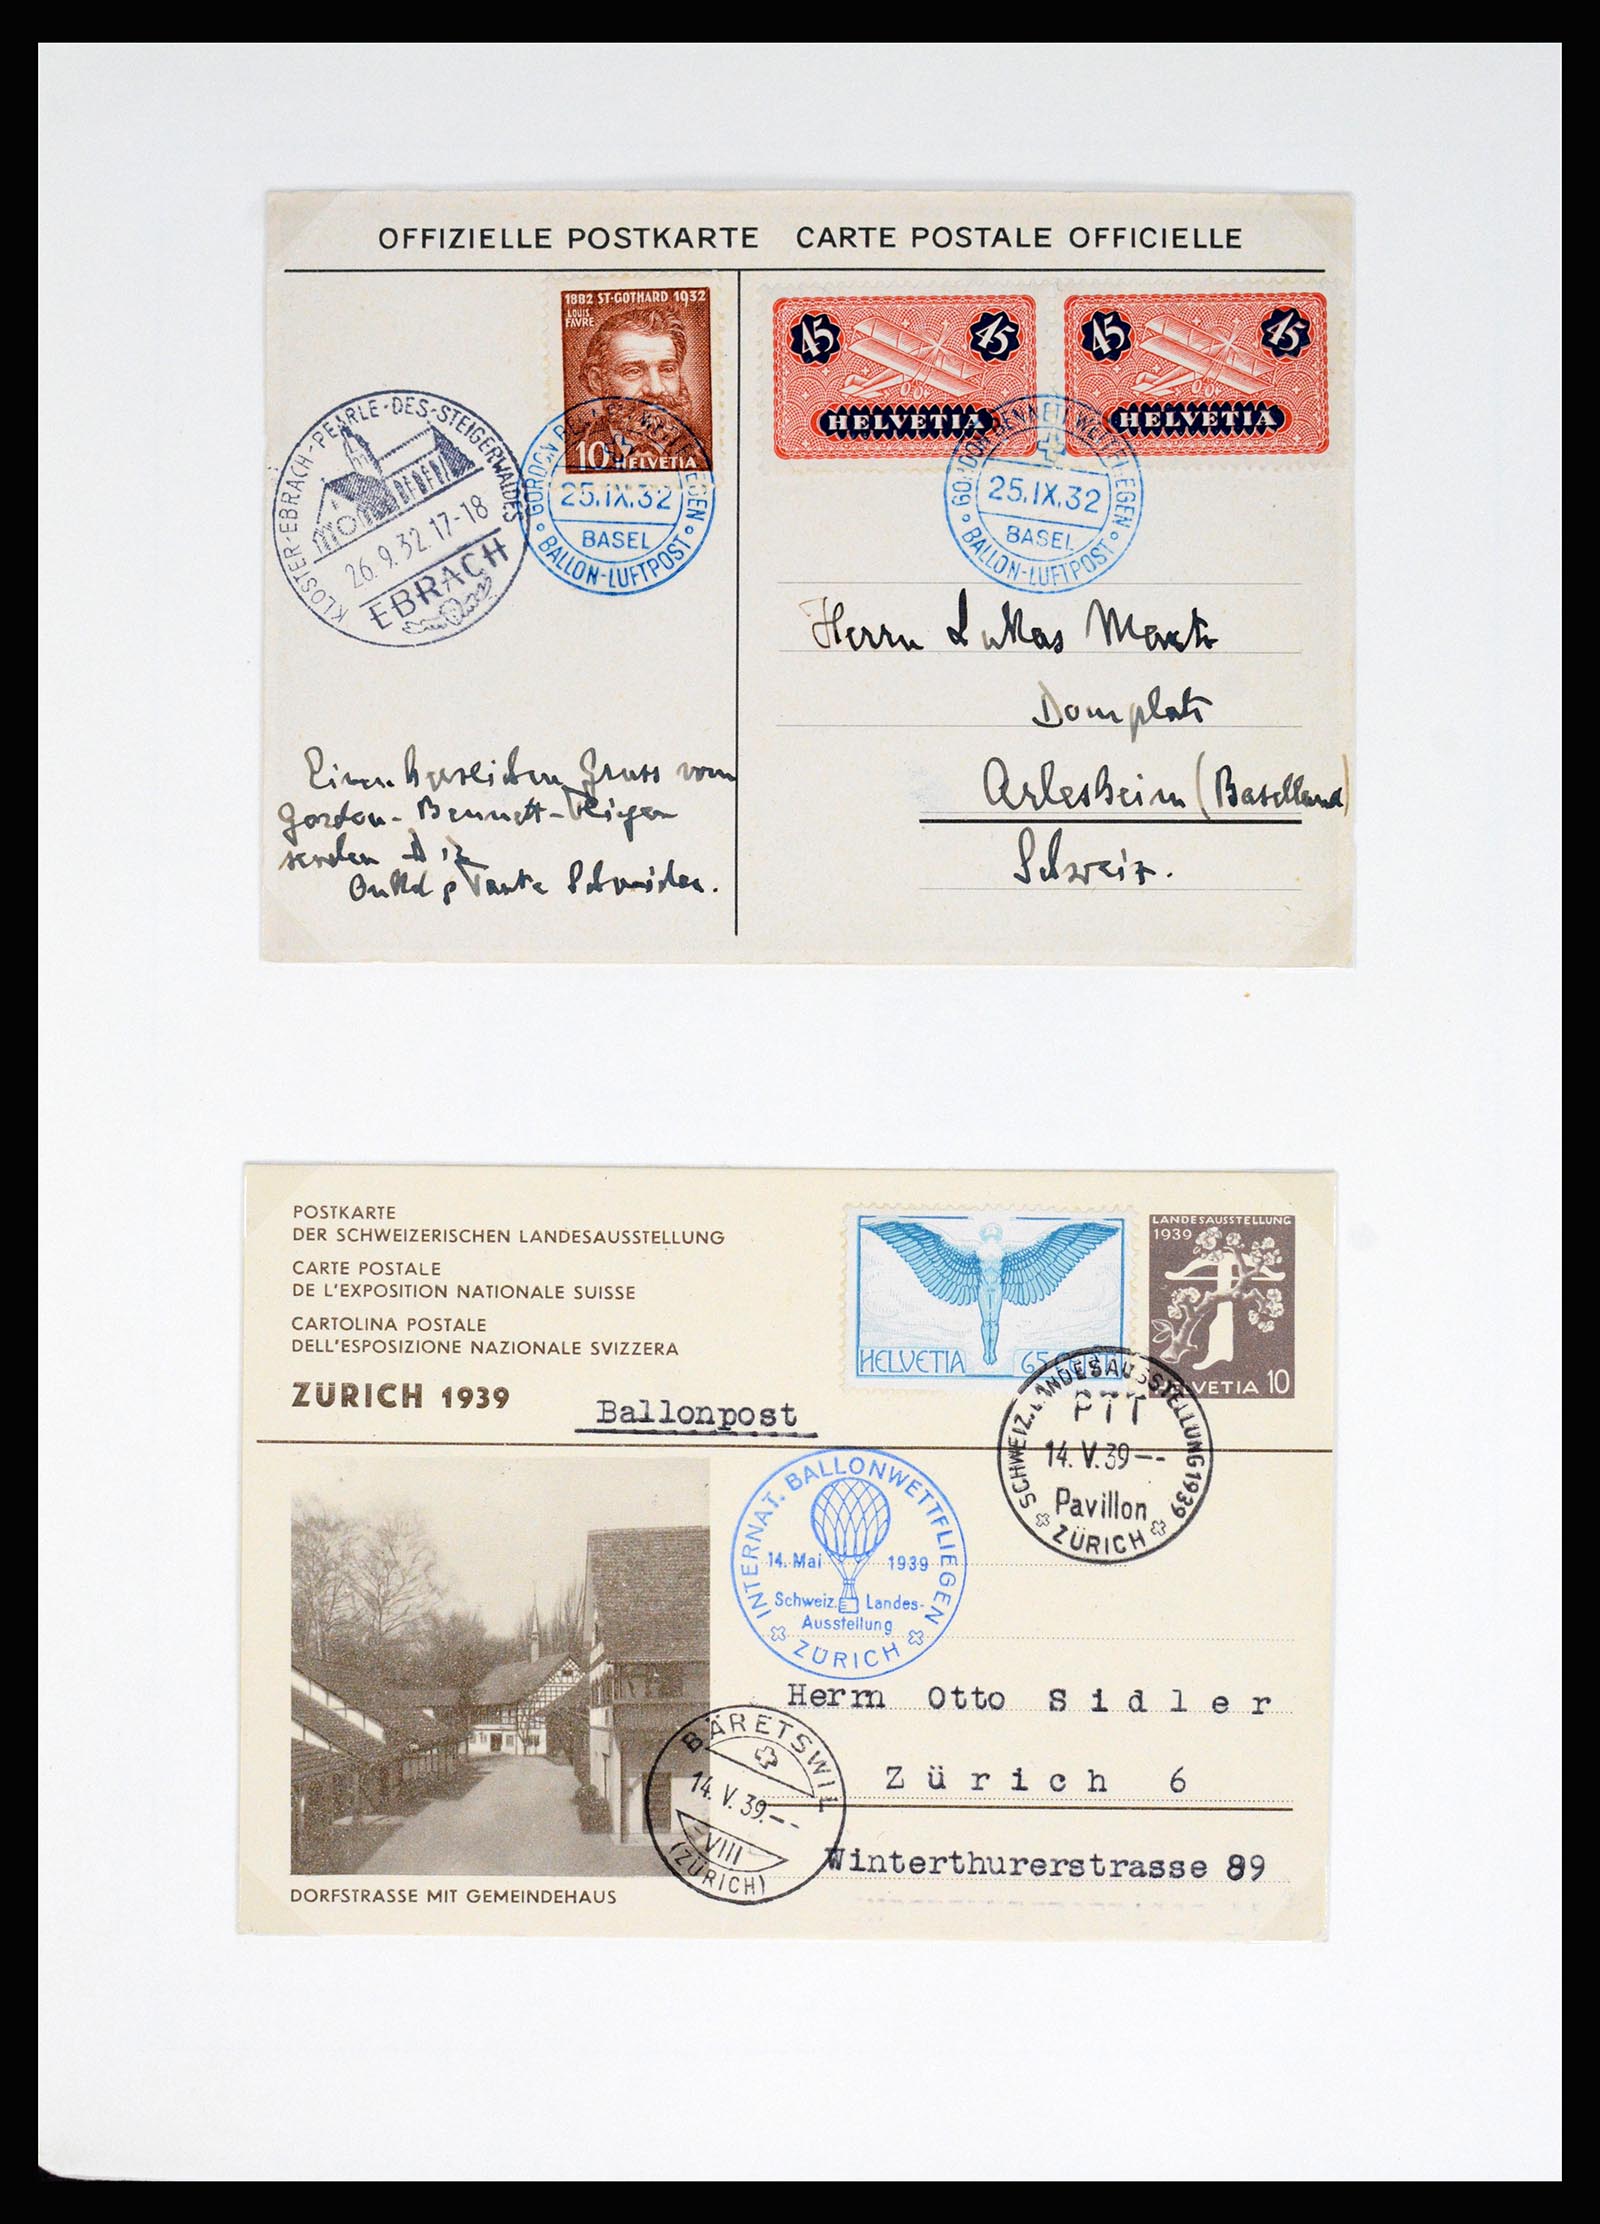 OFFIZIELLE POSTKARTE CARTE POSTALE OFFICIELLE
1882 ST-GOTHARD 1932
LOUIS
FAVRE
10
HELVETIA
45 45
HELVETIA
45 45
HELVETIA
KLOSTER-EBRACH-PEARLE-DES-STEIGERWALDES
26.9.32.17-18
EBRACH
25.IX.32
BASEL
BALLON-LUFTPOST
GORDON BENNETT WETTFLIEGEN
25.IX.32
BASEL
BALLON-LUFTPOST
Herrn Lukas
Domplatz
Arlesheim (Baselland)
Schweiz.
Einen herzlichen Gruss vom
Gordon-Bennett-Fliegen
senden Dir
Onkel & Tante Schneider.
POSTKARTE
DER SCHWEIZERISCHEN LANDESAUSSTELLUNG
CARTE POSTALE
DE L'EXPOSITION NATIONALE SUISSE
CARTOLINA POSTALE
DELL'ESPOSIZIONE NAZIONALE SVIZZERA
ZÜRICH 1939
Ballonpost
HELVETIA 65
LANDESAUSSTELLUNG
1939
HELVETIA 10
SCHWEIZ. LANDESAUSSTELLUNG 1939
PTT
14.V.39--
Pavillon
ZÜRICH
INTERNAT. BALLONWETTFLIEGEN
14. Mai 1939
Schweiz. Landes-
Ausstellung
ZÜRICH
Herrn Otto Sidler
Zürich 6
Winterthurerstrasse 89
BÄRETSWIL
14.V.39.--
VIII
(ZÜRICH)
DORFSTRASSE MIT GEMEINDEHAUS